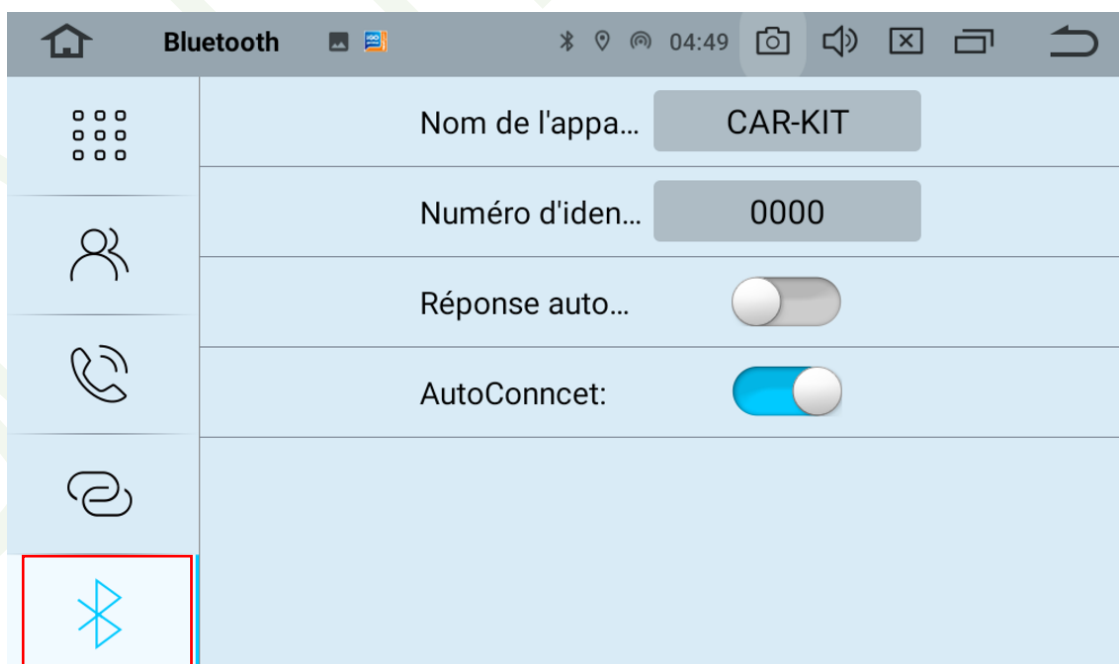 Bluetooth 04:49
Nom de l'appa... CAR-KIT
Numéro d'iden... 0000
Réponse auto...
AutoConncet: